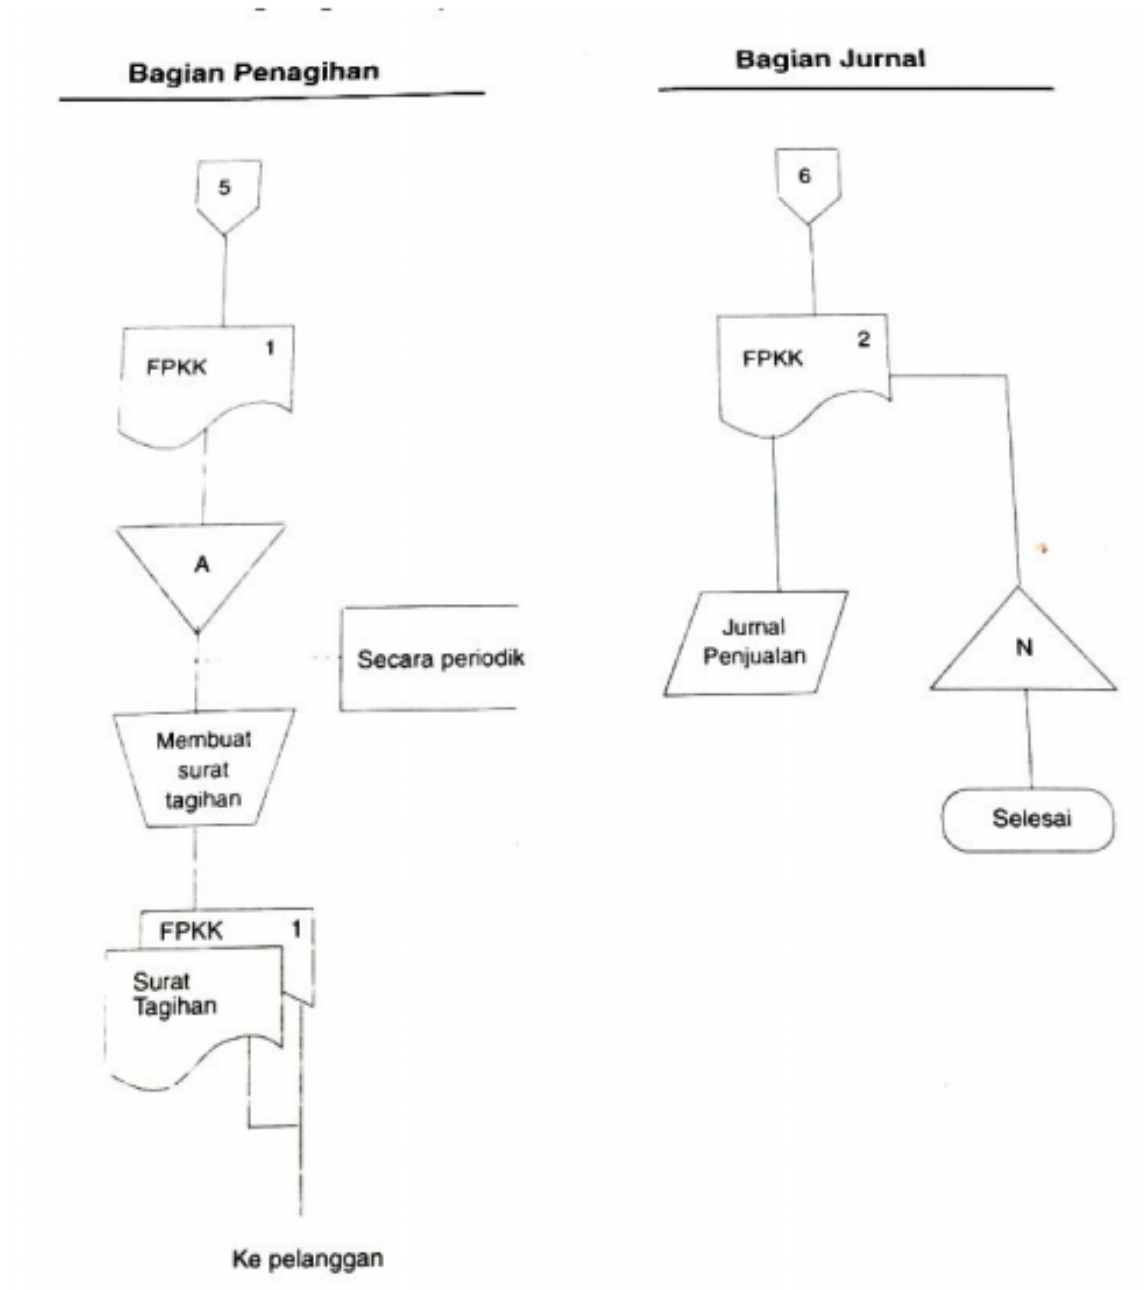 Bagian Penagihan
5
FPKK
1
A
Secara periodik
Membuat
surat
tagihan
FPKK
1
Surat
Tagihan
Ke pelanggan
Bagian Jurnal
6
FPKK
2
Jurnal
Penjualan
N
Selesai